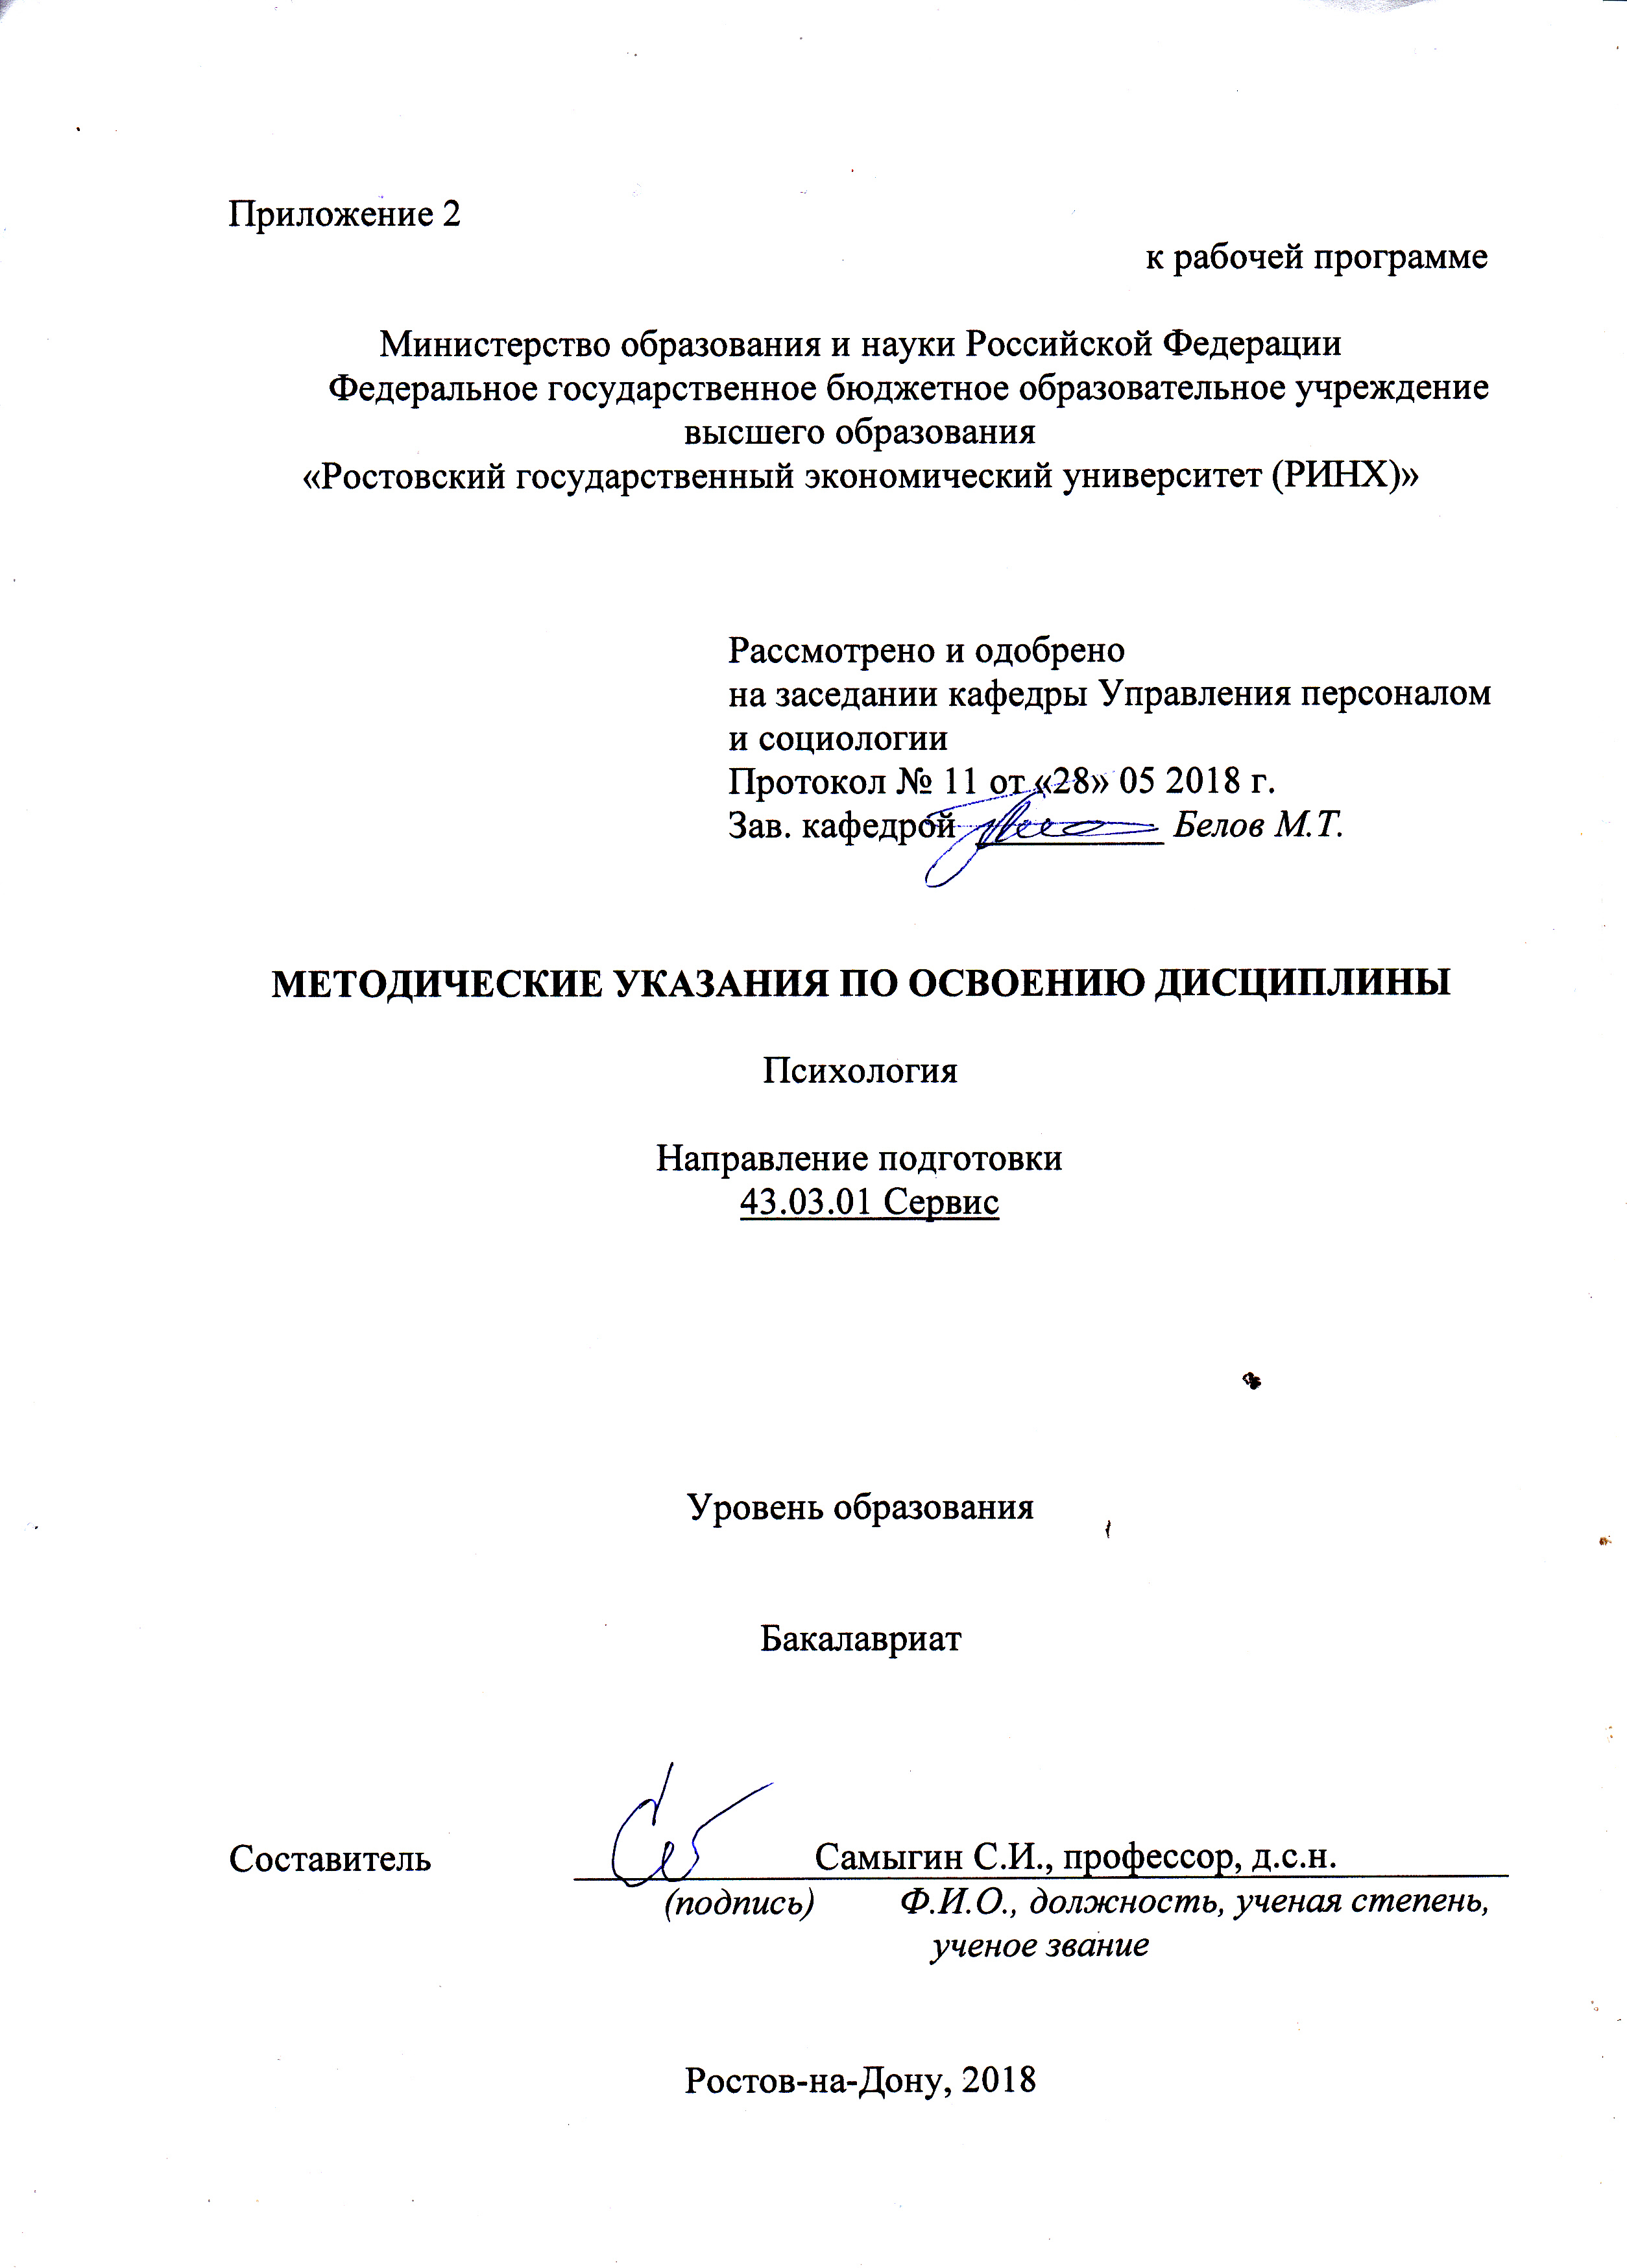 Приложение 2
к рабочей программе
Министерство образования и науки Российской Федерации
Федеральное государственное бюджетное образовательное учреждение
высшего образования
«Ростовский государственный экономический университет (РИНХ)»
Рассмотрено и одобрено
на заседании кафедры Управления персоналом
и социологии
Протокол № 11 от «28» 05 2018 г.
Зав. кафедрой Белов М.Т.
МЕТОДИЧЕСКИЕ УКАЗАНИЯ ПО ОСВОЕНИЮ ДИСЦИПЛИНЫ
Психология
Направление подготовки
43.03.01 Сервис
Уровень образования
Бакалавриат
Составитель Самыгин С.И., профессор, д.с.н.
(подпись) Ф.И.О., должность, ученая степень,
ученое звание
Ростов-на-Дону, 2018